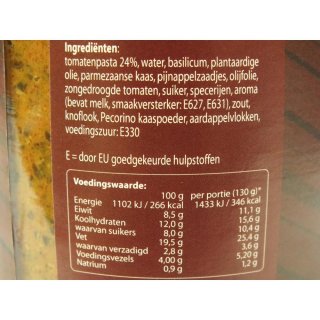 Ingrediënten:
tomatenpasta 24%, water, basilicum, plantaardige
olie, parmezaanse kaas, pijnappelzaadjes, olijfolie,
zongedroogde tomaten, suiker, specerijen, aroma
(bevat melk, smaakversterker: E627, E631), zout,
knoflook, Pecorino kaaspoeder, aardappelvlokken,
voedingszuur: E330
E = door EU goedgekeurde hulpstoffen
Voedingswaarde:
100 g per portie (130 g)*
Energie 1102 kJ / 266 kcal 1433 kJ / 346 kcal
Eiwit 8,5 g 11,1 g
Koolhydraten 12,0 g 15,6 g
waarvan suikers 8,0 g 10,4 g
Vet 19,5 g 25,4 g
waarvan verzadigd 2,8 g 3,6 g
Voedingsvezels 4,00 g 5,20 g
Natrium 0,9 g 1,2 g